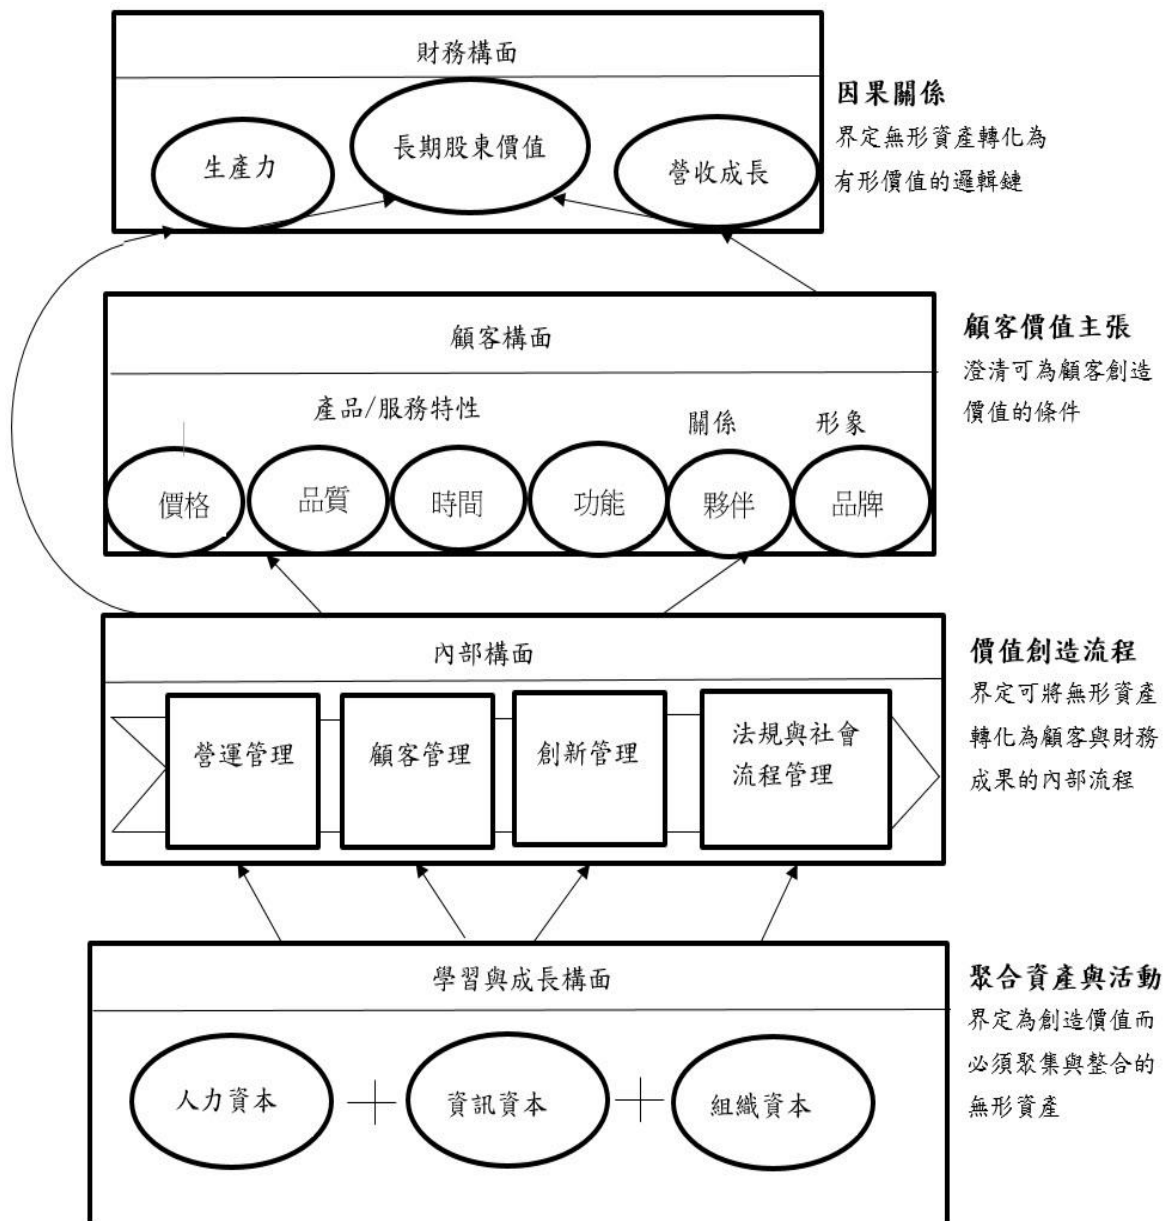 財務構面
生產力
長期股東價值
營收成長
因果關係
界定無形資產轉化為
有形價值的邏輯鏈
顧客構面
產品/服務特性
關係
形象
價格
品質
時間
功能
夥伴
品牌
顧客價值主張
澄清可為顧客創造
價值的條件
內部構面
營運管理
顧客管理
創新管理
法規與社會
流程管理
價值創造流程
界定可將無形資產
轉化為顧客與財務
成果的內部流程
學習與成長構面
人力資本
資訊資本
組織資本
聚合資產與活動
界定為創造價值而
必須聚集與整合的
無形資產